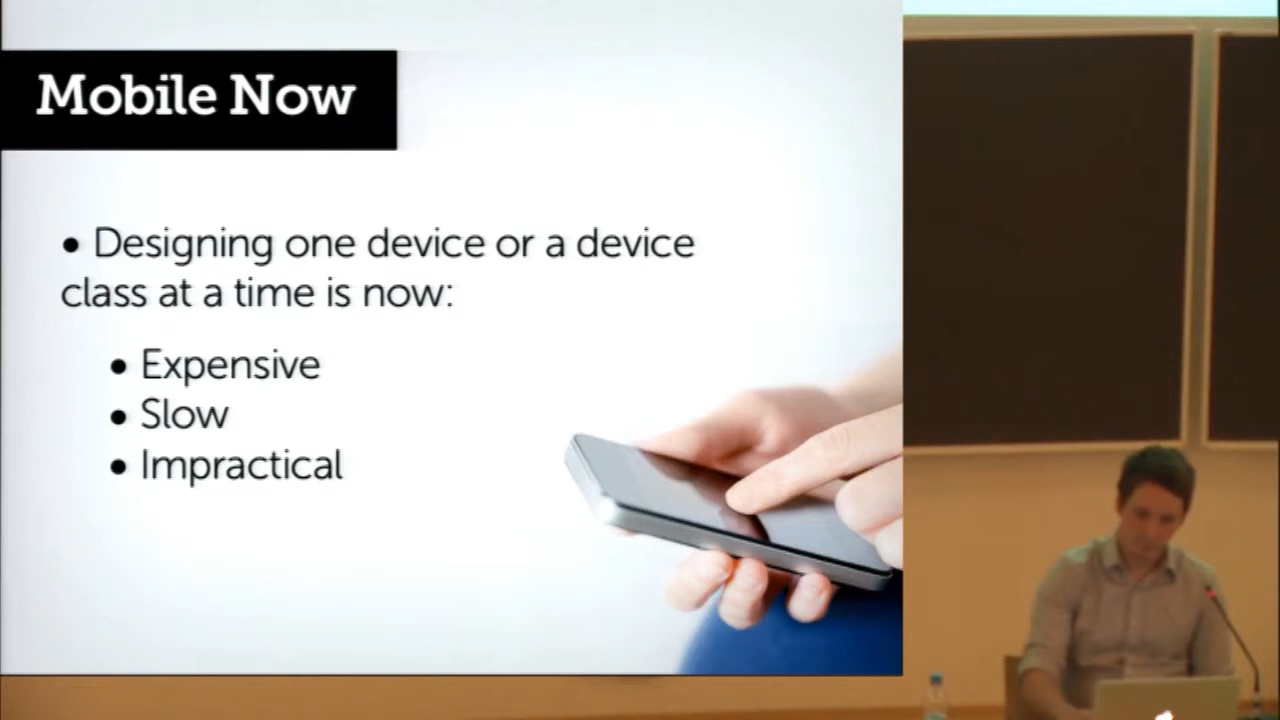 Mobile Now
• Designing one device or a device
class at a time is now:
• Expensive
• Slow
• Impractical